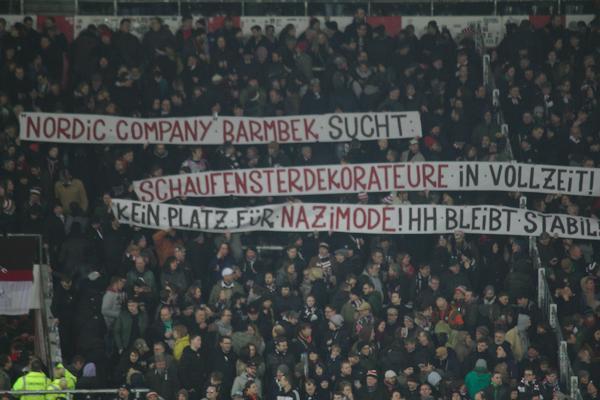 "NORDiC COMPANY BARMBEK SUCHT
SCHAUFENSTERDEKORATEURE iN VOLLZEiT!
KEiN PLATZ FÜR NAZiMODE! HH BLEiBT STABiL